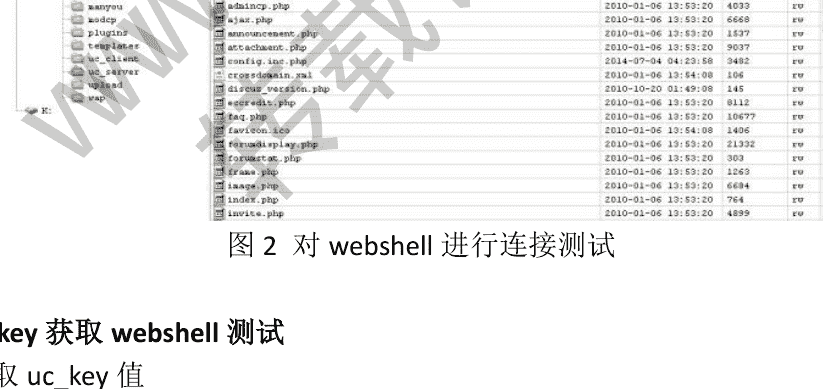 manyou
modcp
plugins
templates
uc_client
uc_server
upload
wap
K:
admincp.php 2010-01-06 13:53:20 4033 rw
ajax.php 2010-01-06 13:53:20 6668 rw
announcement.php 2010-01-06 13:53:20 1537 rw
attachment.php 2010-01-06 13:53:20 9037 rw
config.inc.php 2014-07-04 04:23:58 3482 rw
crossdomain.xml 2010-01-06 13:54:08 106 rw
discuz_version.php 2010-10-20 01:49:08 145 rw
eccredit.php 2010-01-06 13:53:20 8112 rw
faq.php 2010-01-06 13:53:20 10677 rw
favicon.ico 2010-01-06 13:54:08 1406 rw
forumdisplay.php 2010-01-06 13:53:20 21332 rw
forumstat.php 2010-01-06 13:53:20 303 rw
frame.php 2010-01-06 13:53:20 1263 rw
image.php 2010-01-06 13:53:20 6684 rw
index.php 2010-01-06 13:53:20 764 rw
invite.php 2010-01-06 13:53:20 4899 rw
转载
图 2 对 webshell 进行连接测试
key 获取 webshell 测试
取 uc_key 值